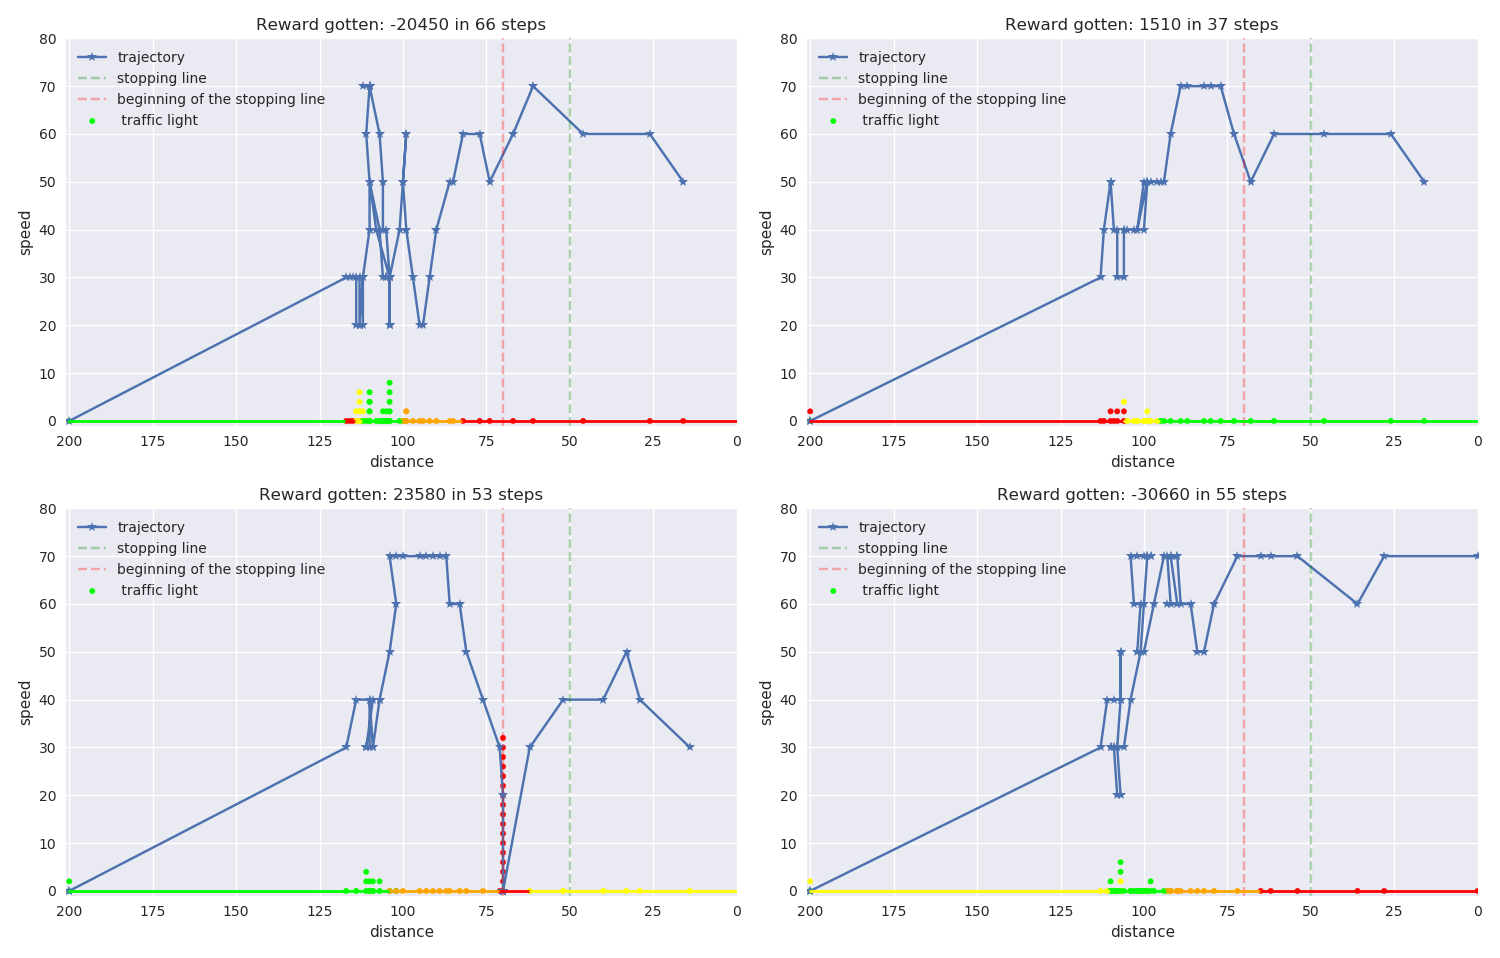 Reward gotten: -20450 in 66 steps
80
70
60
50
40
30
20
10
0
speed
trajectory
stopping line
beginning of the stopping line
traffic light
200 175 150 125 100 75 50 25 0
distance
Reward gotten: 1510 in 37 steps
80
70
60
50
40
30
20
10
0
speed
trajectory
stopping line
beginning of the stopping line
traffic light
200 175 150 125 100 75 50 25 0
distance
Reward gotten: 23580 in 53 steps
80
70
60
50
40
30
20
10
0
speed
trajectory
stopping line
beginning of the stopping line
traffic light
200 175 150 125 100 75 50 25 0
distance
Reward gotten: -30660 in 55 steps
80
70
60
50
40
30
20
10
0
speed
trajectory
stopping line
beginning of the stopping line
traffic light
200 175 150 125 100 75 50 25 0
distance